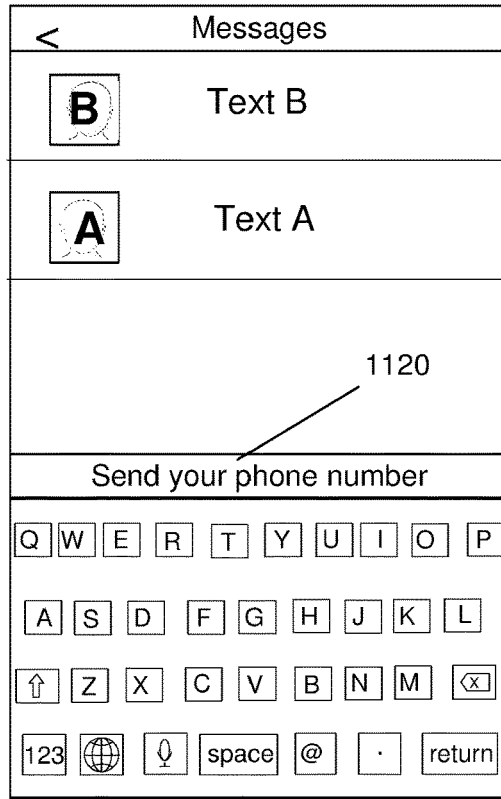 < Messages
B Text B
A Text A
1120
Send your phone number
Q W E R T Y U I O P
A S D F G H J K L
Z X C V B N M X
123 space @ . return